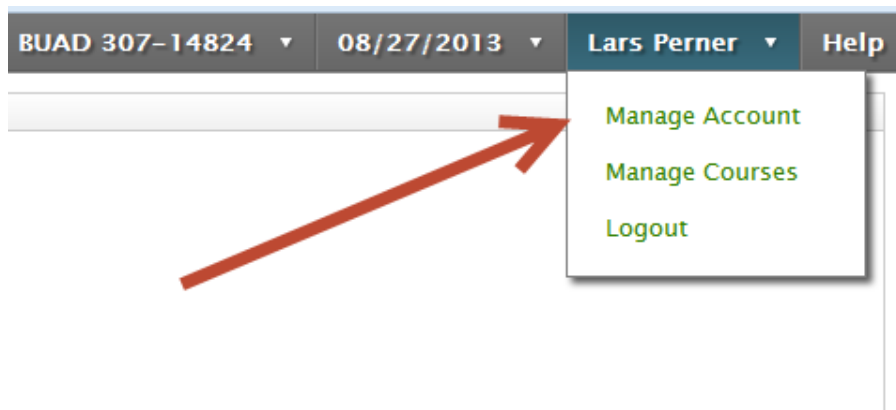 BUAD 307-14824 ▼ 08/27/2013 ▼ Lars Perner ▼ Help
Manage Account
Manage Courses
Logout